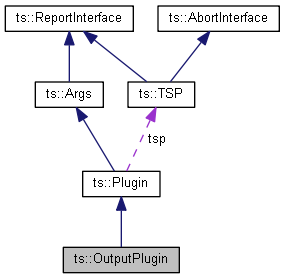 ts::ReportInterface
ts::AbortInterface
ts::Args
ts::TSP
tsp
ts::Plugin
ts::OutputPlugin